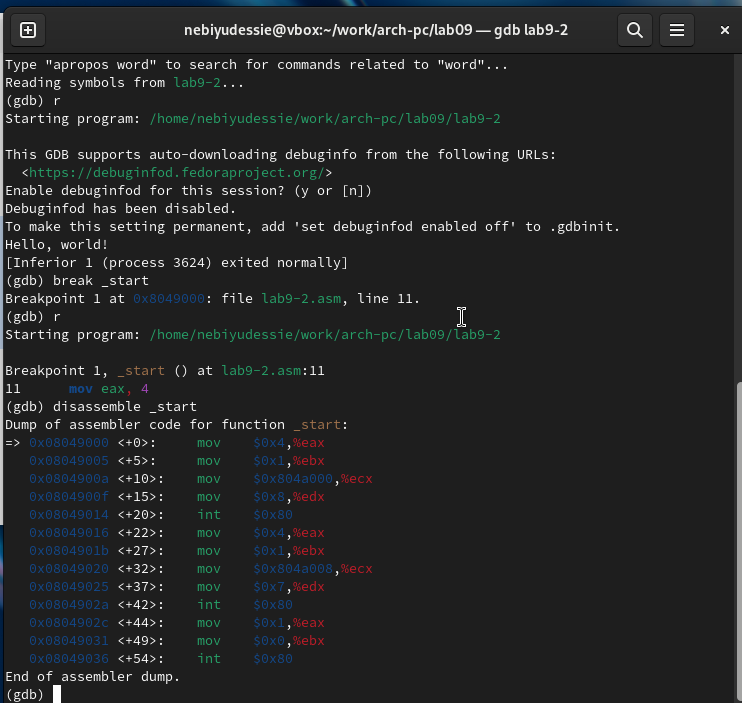 nebiyudessie@vbox:~/work/arch-pc/lab09 — gdb lab9-2
Type "apropos word" to search for commands related to "word"...
Reading symbols from lab9-2...
(gdb) r
Starting program: /home/nebiyudessie/work/arch-pc/lab09/lab9-2

This GDB supports auto-downloading debuginfo from the following URLs:
  <https://debuginfod.fedoraproject.org/>
Enable debuginfod for this session? (y or [n])
Debuginfod has been disabled.
To make this setting permanent, add 'set debuginfod enabled off' to .gdbinit.
Hello, world!
[Inferior 1 (process 3624) exited normally]
(gdb) break _start
Breakpoint 1 at 0x8049000: file lab9-2.asm, line 11.
(gdb) r
Starting program: /home/nebiyudessie/work/arch-pc/lab09/lab9-2

Breakpoint 1, _start () at lab9-2.asm:11
11      mov eax, 4
(gdb) disassemble _start
Dump of assembler code for function _start:
=> 0x08049000 <+0>:     mov    $0x4,%eax
   0x08049005 <+5>:     mov    $0x1,%ebx
   0x0804900a <+10>:    mov    $0x804a000,%ecx
   0x0804900f <+15>:    mov    $0x8,%edx
   0x08049014 <+20>:    int    $0x80
   0x08049016 <+22>:    mov    $0x4,%eax
   0x0804901b <+27>:    mov    $0x1,%ebx
   0x08049020 <+32>:    mov    $0x804a008,%ecx
   0x08049025 <+37>:    mov    $0x7,%edx
   0x0804902a <+42>:    int    $0x80
   0x0804902c <+44>:    mov    $0x1,%eax
   0x08049031 <+49>:    mov    $0x0,%ebx
   0x08049036 <+54>:    int    $0x80
End of assembler dump.
(gdb)